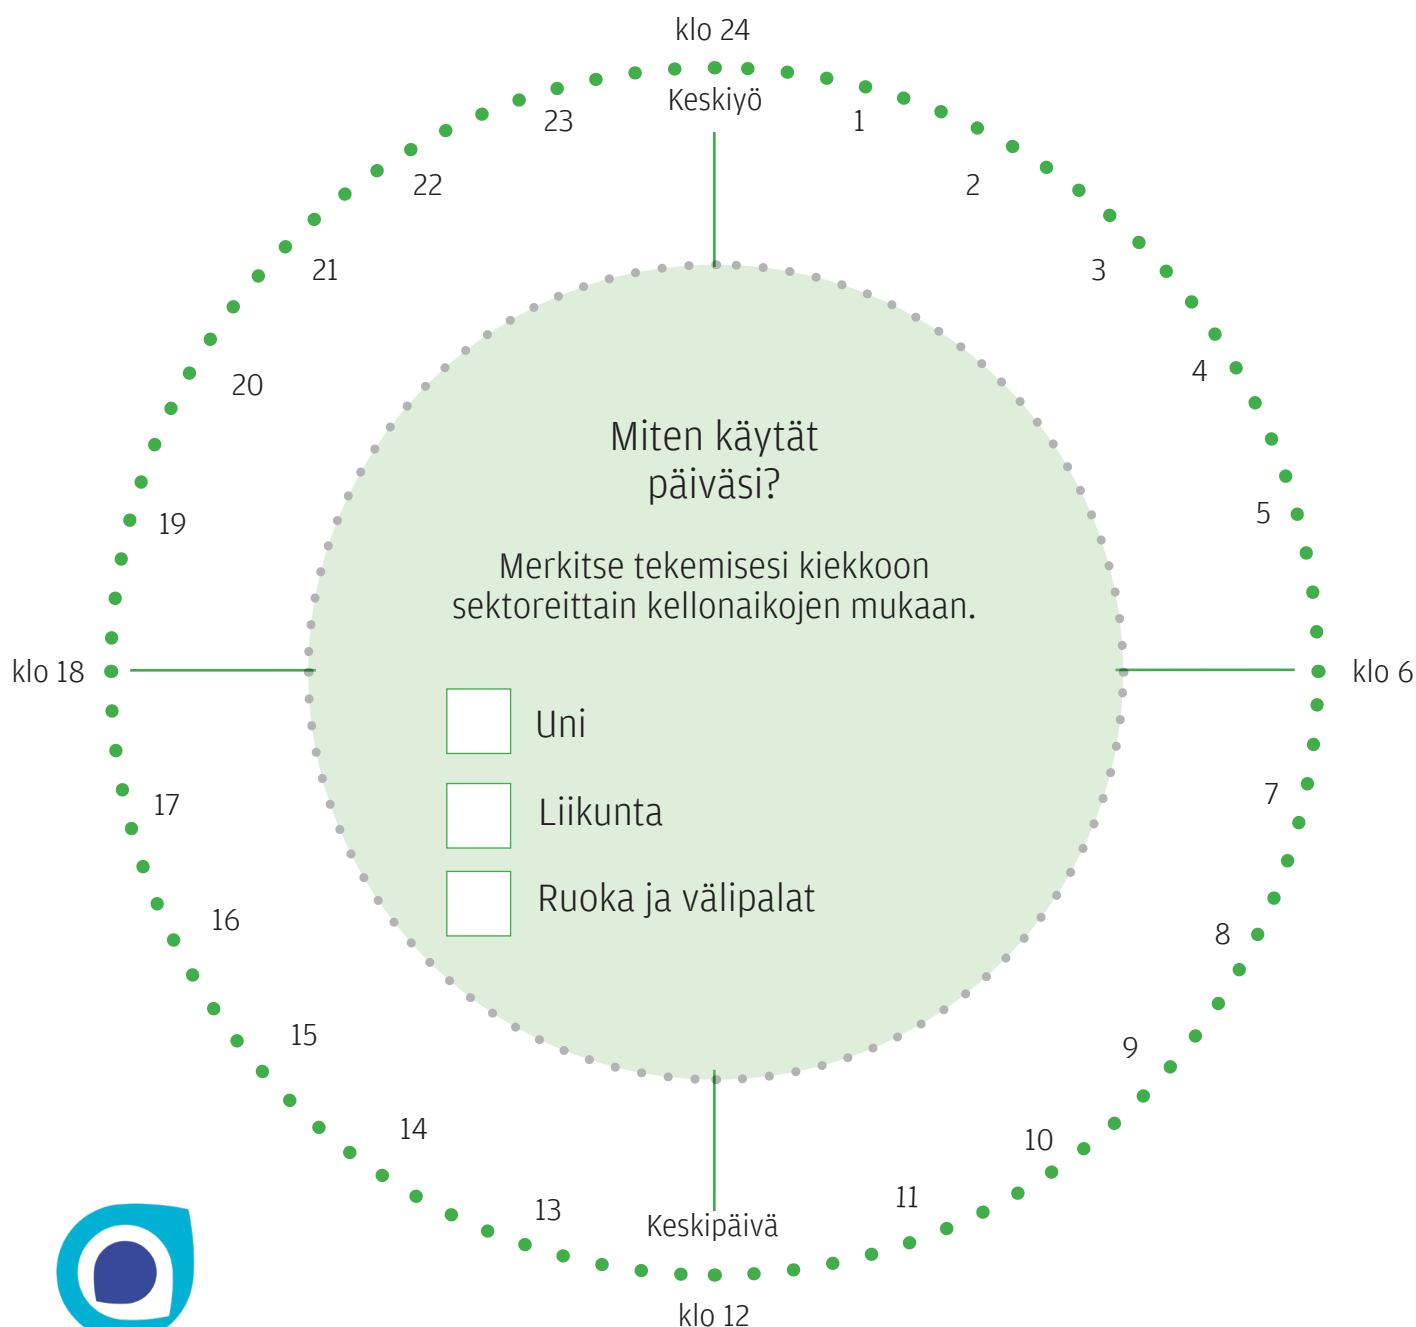 klo 24
Keskiyö
23
1
22
2
21
3
20
4
19
5
Miten käytät
päiväsi?
Merkitse tekemisesi kiekkoon
sektoreittain kellonaikojen mukaan.
klo 18
klo 6
Uni
Liikunta
Ruoka ja välipalat
17
7
16
8
15
9
14
10
13
11
Keskipäivä
klo 12